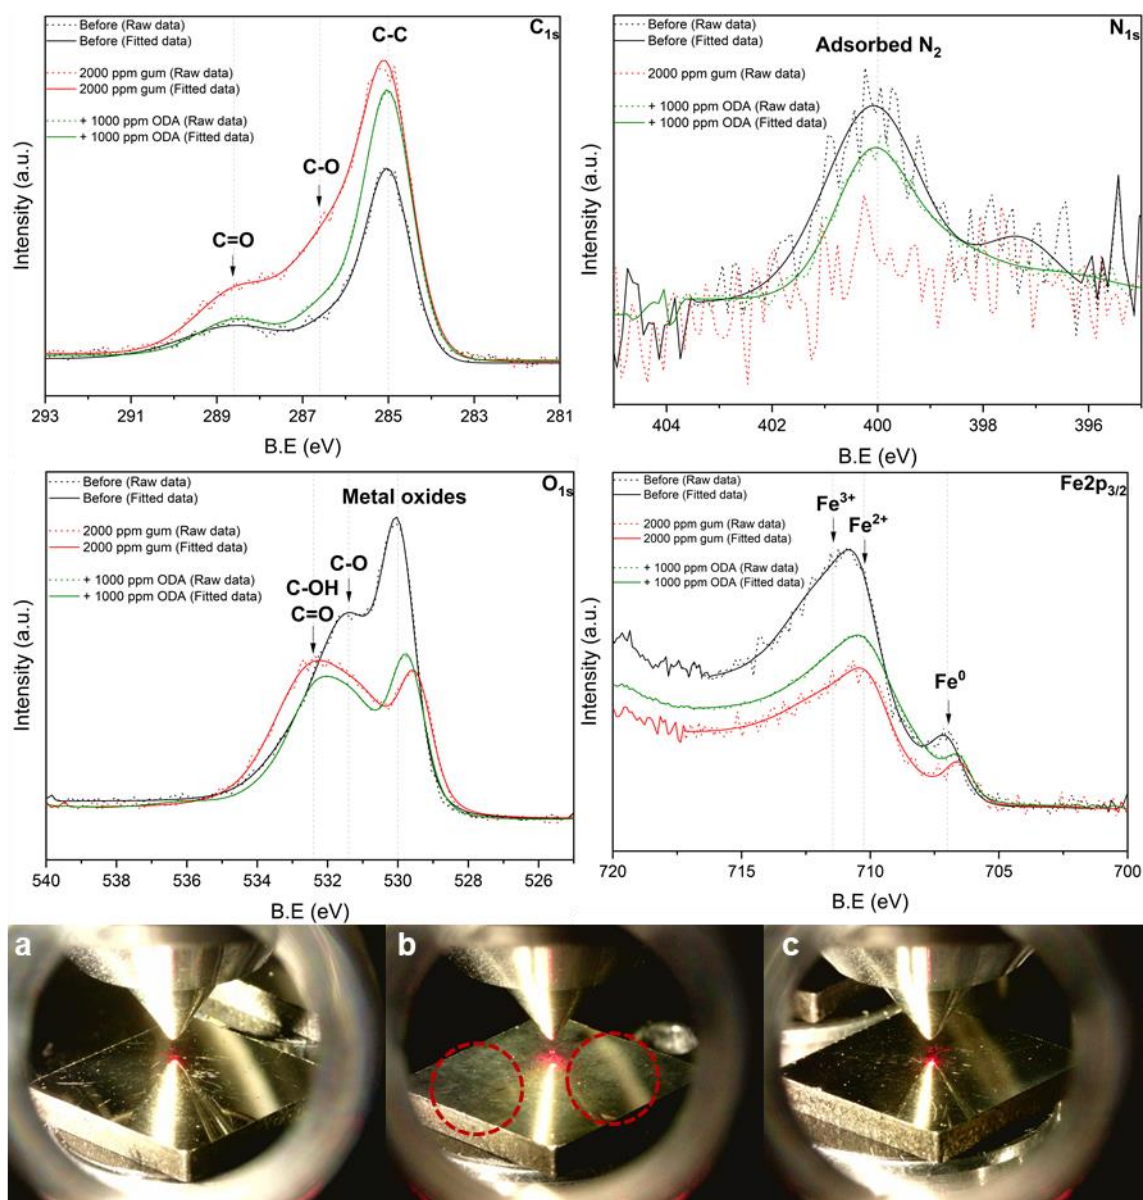 Before (Raw data)
Before (Fitted data)
2000 ppm gum (Raw data)
2000 ppm gum (Fitted data)
+ 1000 ppm ODA (Raw data)
+ 1000 ppm ODA (Fitted data)
C1s
C-C
C-O
C=O
Intensity (a.u.)
293 291 289 287 285 283 281
B.E (eV)
Before (Raw data)
Before (Fitted data)
2000 ppm gum (Raw data)
+ 1000 ppm ODA (Raw data)
+ 1000 ppm ODA (Fitted data)
N1s
Adsorbed N2
Intensity (a.u.)
404 402 400 398 396
B.E (eV)
Before (Raw data)
Before (Fitted data)
2000 ppm gum (Raw data)
2000 ppm gum (Fitted data)
+ 1000 ppm ODA (Raw data)
+ 1000 ppm ODA (Fitted data)
O1s
Metal oxides
C-O
C-OH
C=O
Intensity (a.u.)
540 538 536 534 532 530 528 526
B.E (eV)
Before (Raw data)
Before (Fitted data)
2000 ppm gum (Raw data)
2000 ppm gum (Fitted data)
+ 1000 ppm ODA (Raw data)
+ 1000 ppm ODA (Fitted data)
Fe2p3/2
Fe3+
Fe2+
Fe0
Intensity (a.u.)
720 715 710 705 700
B.E (eV)
a
b
c